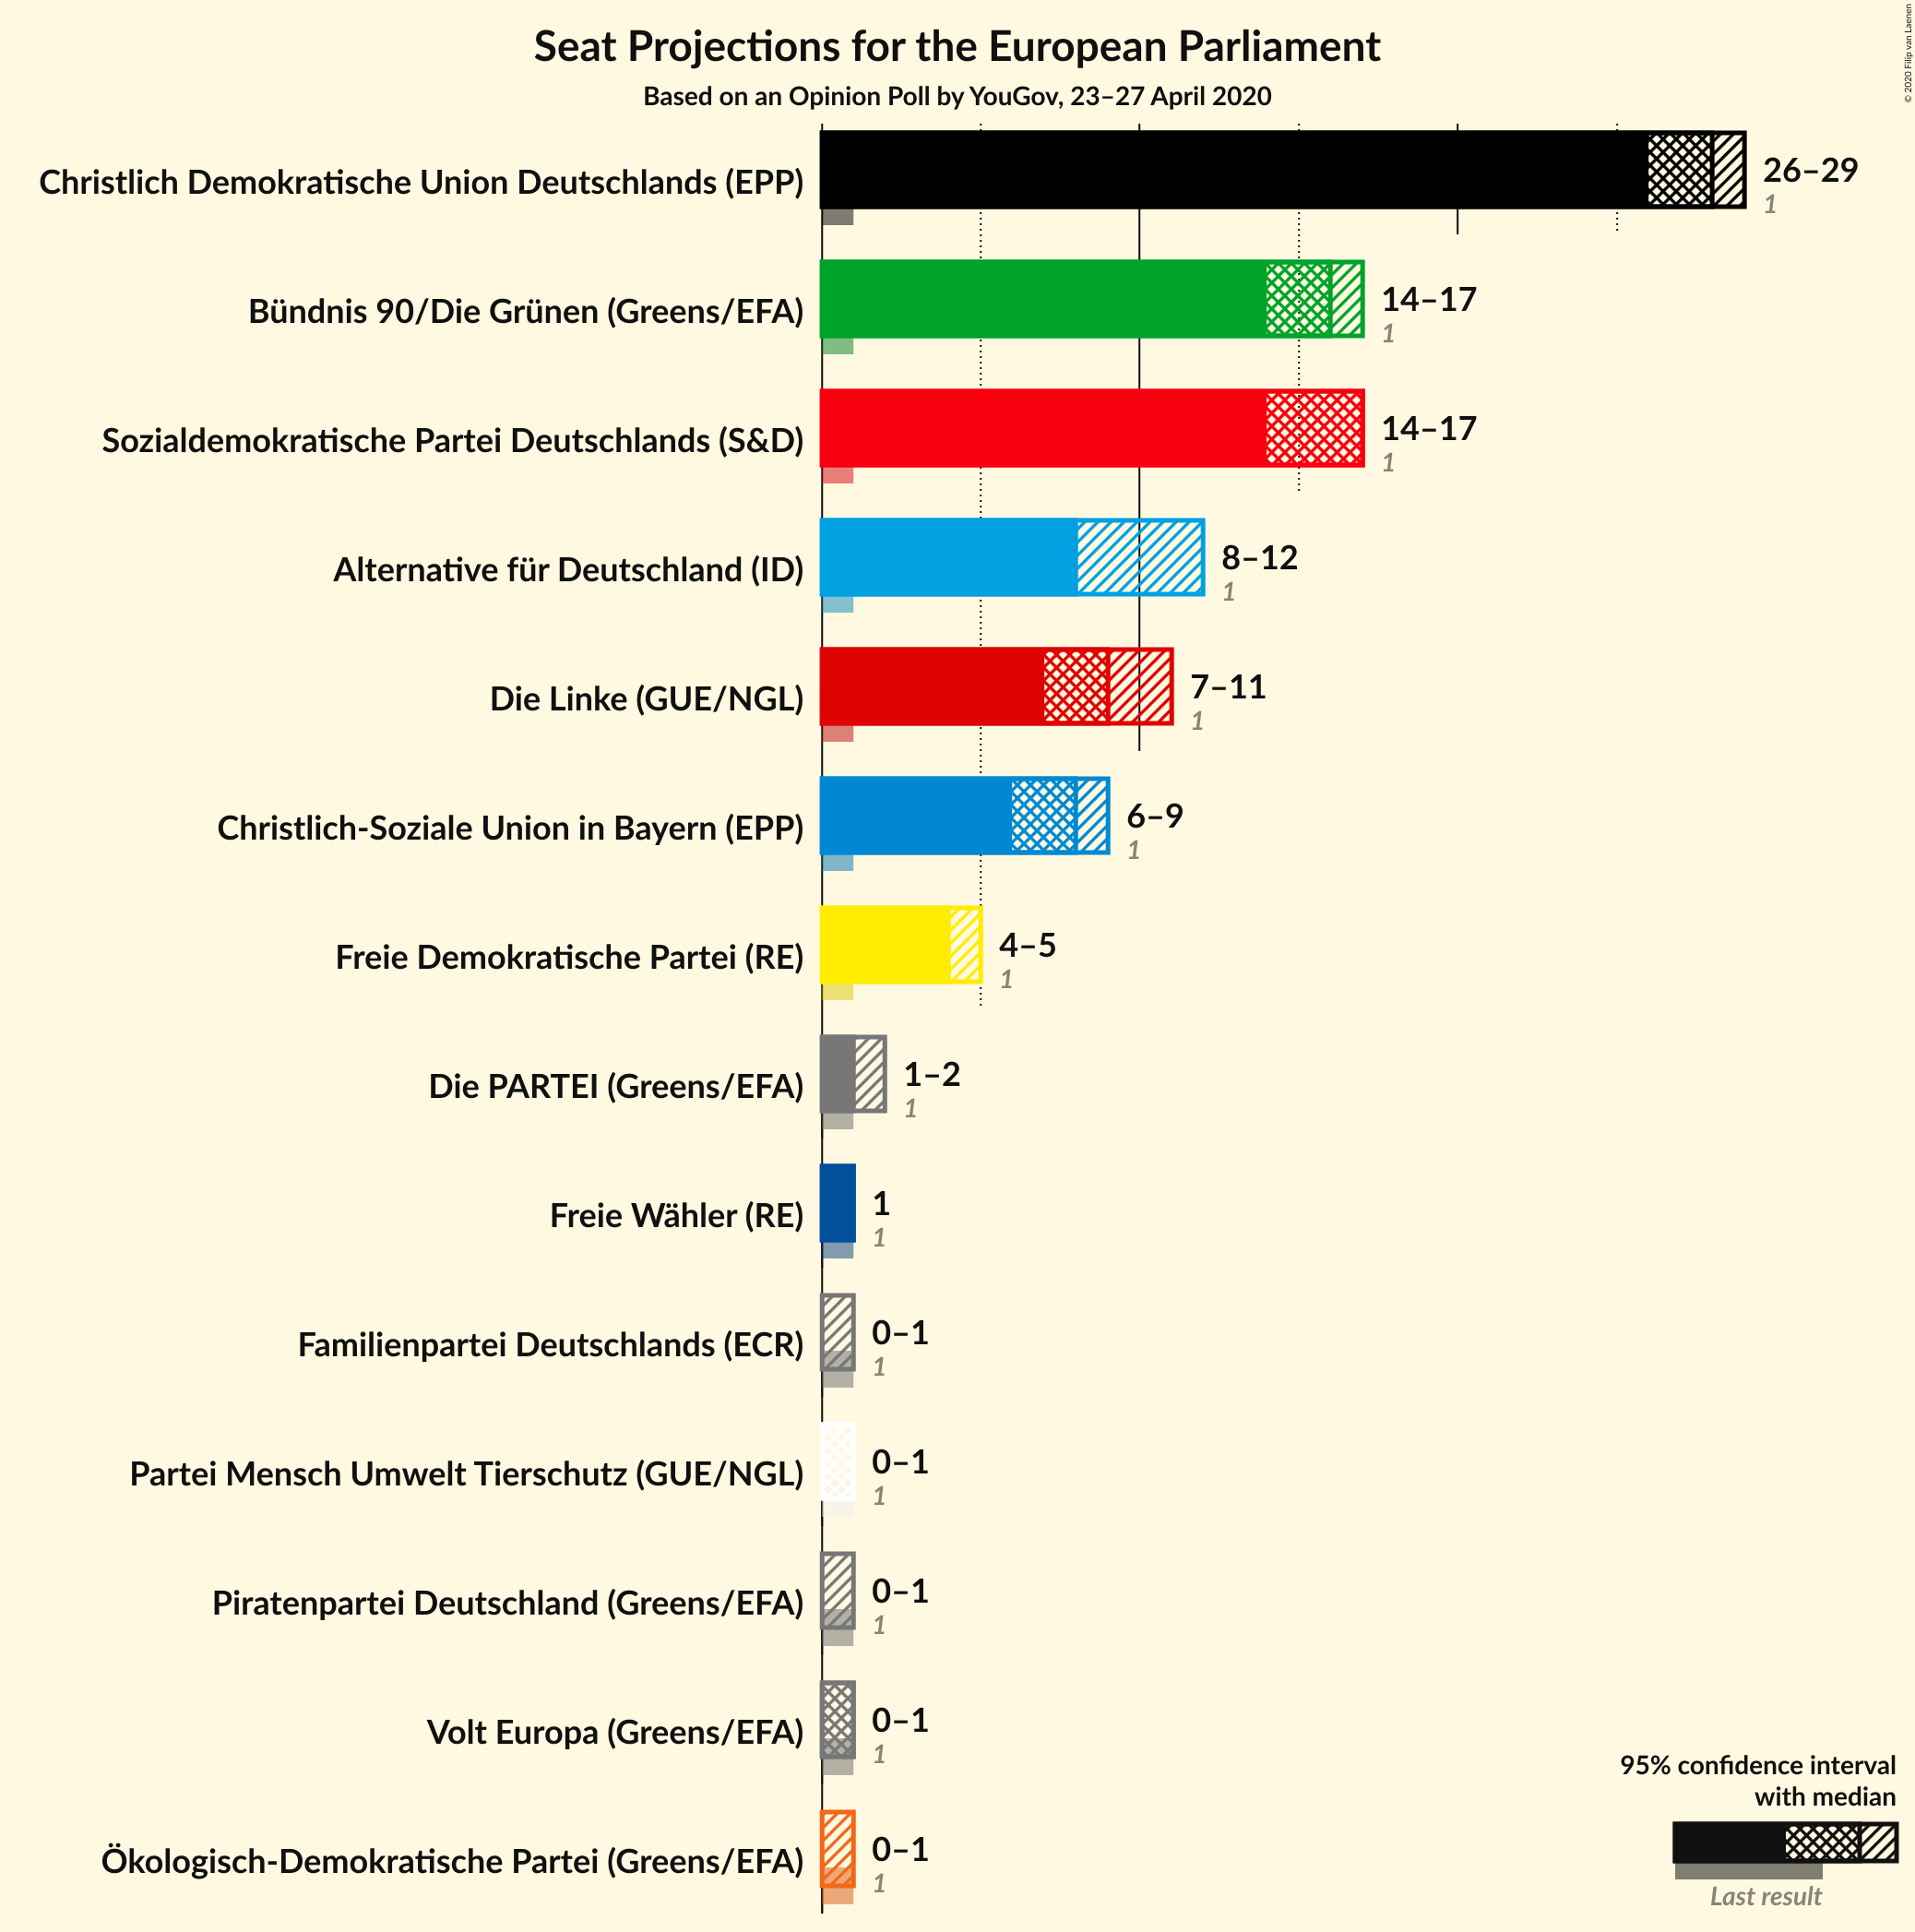 Seat Projections for the European Parliament
Based on an Opinion Poll by YouGov, 23–27 April 2020
© 2020 Filip van Laenen
Christlich Demokratische Union Deutschlands (EPP)
26–29
1
Bündnis 90/Die Grünen (Greens/EFA)
14–17
1
Sozialdemokratische Partei Deutschlands (S&D)
14–17
1
Alternative für Deutschland (ID)
8–12
1
Die Linke (GUE/NGL)
7–11
1
Christlich-Soziale Union in Bayern (EPP)
6–9
1
Freie Demokratische Partei (RE)
4–5
1
Die PARTEI (Greens/EFA)
1–2
1
Freie Wähler (RE)
1
1
Familienpartei Deutschlands (ECR)
0–1
1
Partei Mensch Umwelt Tierschutz (GUE/NGL)
0–1
1
Piratenpartei Deutschland (Greens/EFA)
0–1
1
Volt Europa (Greens/EFA)
0–1
1
Ökologisch-Demokratische Partei (Greens/EFA)
0–1
1
95% confidence interval
with median
Last result